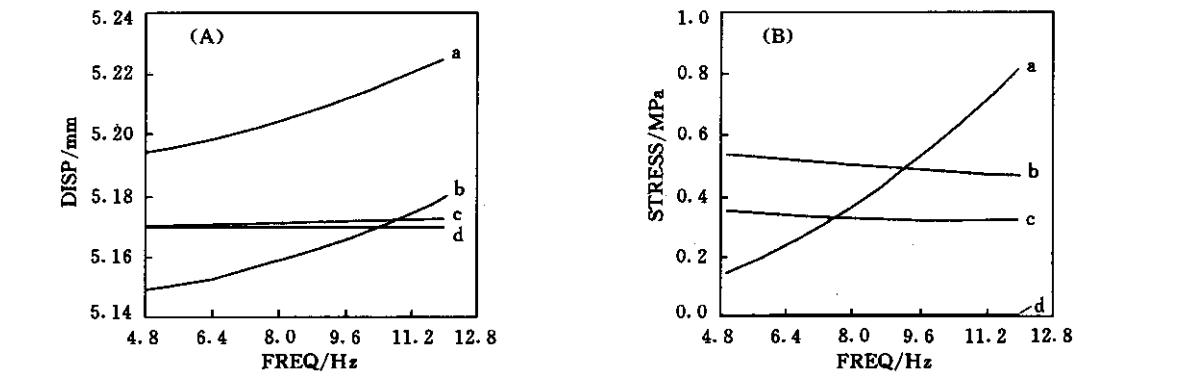 5.24
(A)
a
5.22
5.20
DISP/mm
5.18
b
c
d
5.16
5.14
4.8 6.4 8.0 9.6 11.2 12.8
FREQ/Hz
1.0
(B)
a
0.8
0.6
STRESS/MPa
b
0.4
c
0.2
d
0.0
4.8 6.4 8.0 9.6 11.2 12.8
FREQ/Hz